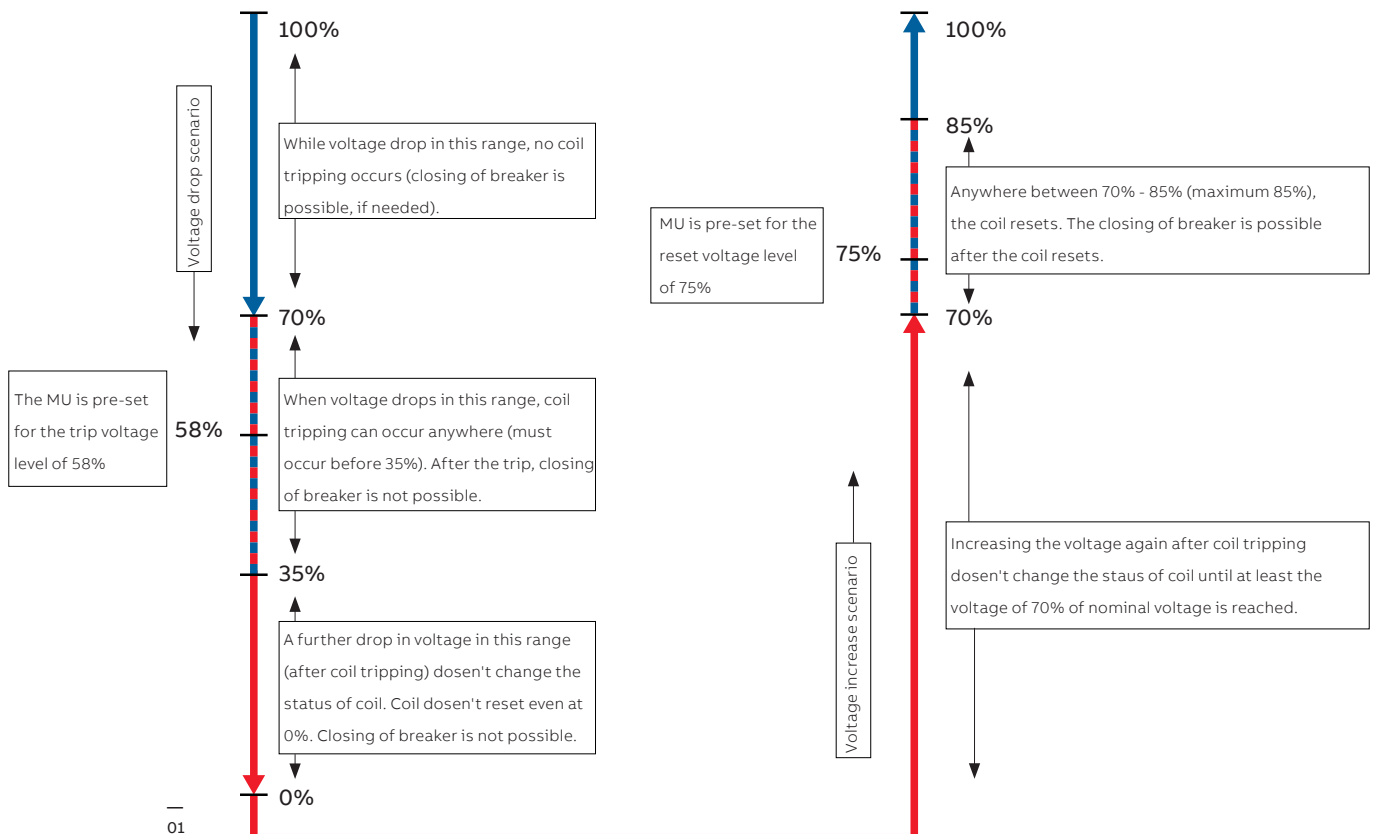 100%
Voltage drop scenario
While voltage drop in this range, no coil
tripping occurs (closing of breaker is
possible, if needed).
70%
The MU is pre-set
for the trip voltage
level of 58%
58%
When voltage drops in this range, coil
tripping can occur anywhere (must
occur before 35%). After the trip, closing
of breaker is not possible.
35%
A further drop in voltage in this range
(after coil tripping) dosen't change the
status of coil. Coil dosen't reset even at
0%. Closing of breaker is not possible.
0%
01
100%
85%
Anywhere between 70% - 85% (maximum 85%),
the coil resets. The closing of breaker is possible
after the coil resets.
MU is pre-set for the
reset voltage level
of 75%
75%
70%
Voltage increase scenario
Increasing the voltage again after coil tripping
dosen't change the staus of coil until at least the
voltage of 70% of nominal voltage is reached.